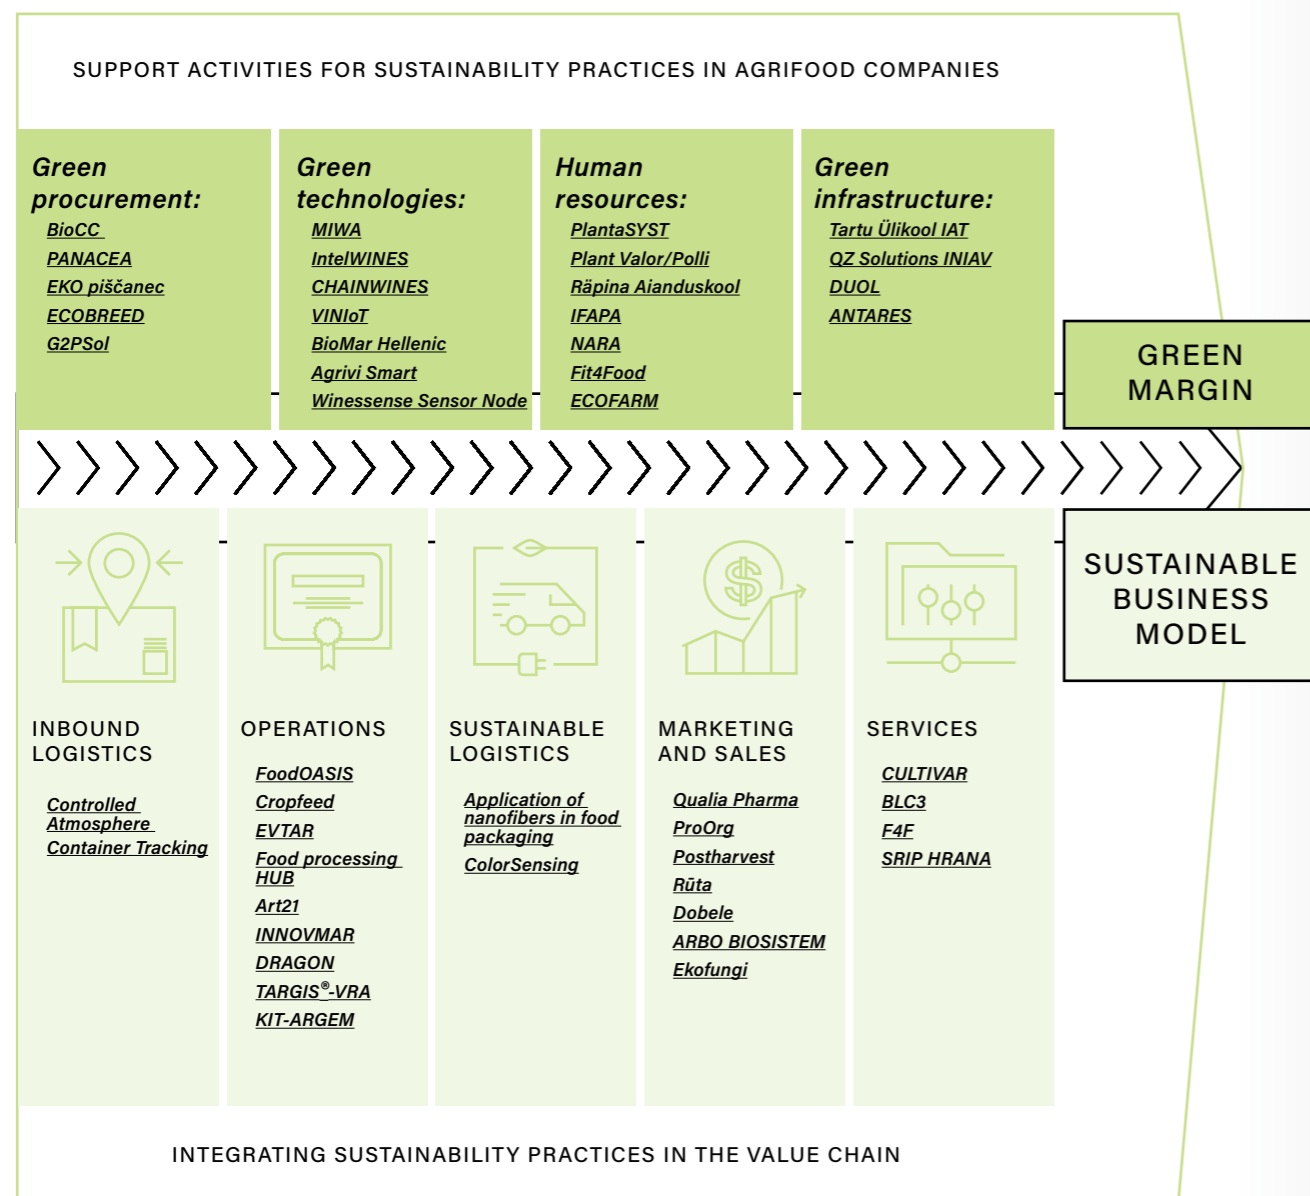 SUPPORT ACTIVITIES FOR SUSTAINABILITY PRACTICES IN AGRIFOOD COMPANIES
Green
procurement:
BioCC
PANACEA
EKO piščanec
ECOBREED
G2PSol
Green
technologies:
MIWA
IntelWINES
CHAINWINES
VINIoT
BioMar Hellenic
Agrivi Smart
Winessense Sensor Node
Human
resources:
PlantaSYST
Plant Valor/Polli
Räpina Aianduskool
IFAPA
NARA
Fit4Food
ECOFARM
Green
infrastructure:
Tartu Ülikool IAT
QZ Solutions INIAV
DUOL
ANTARES
GREEN
MARGIN
SUSTAINABLE
BUSINESS
MODEL
INBOUND
LOGISTICS
Controlled
Atmosphere
Container Tracking
OPERATIONS
FoodOASIS
Cropfeed
EVTAR
Food processing
HUB
Art21
INNOVMAR
DRAGON
TARGIS®-VRA
KIT-ARGEM
SUSTAINABLE
LOGISTICS
Application of
nanofibers in food
packaging
ColorSensing
$
MARKETING
AND SALES
Qualia Pharma
ProOrg
Postharvest
Rūta
Dobele
ARBO BIOSISTEM
Ekofungi
SERVICES
CULTIVAR
BLC3
F4F
SRIP HRANA
INTEGRATING SUSTAINABILITY PRACTICES IN THE VALUE CHAIN